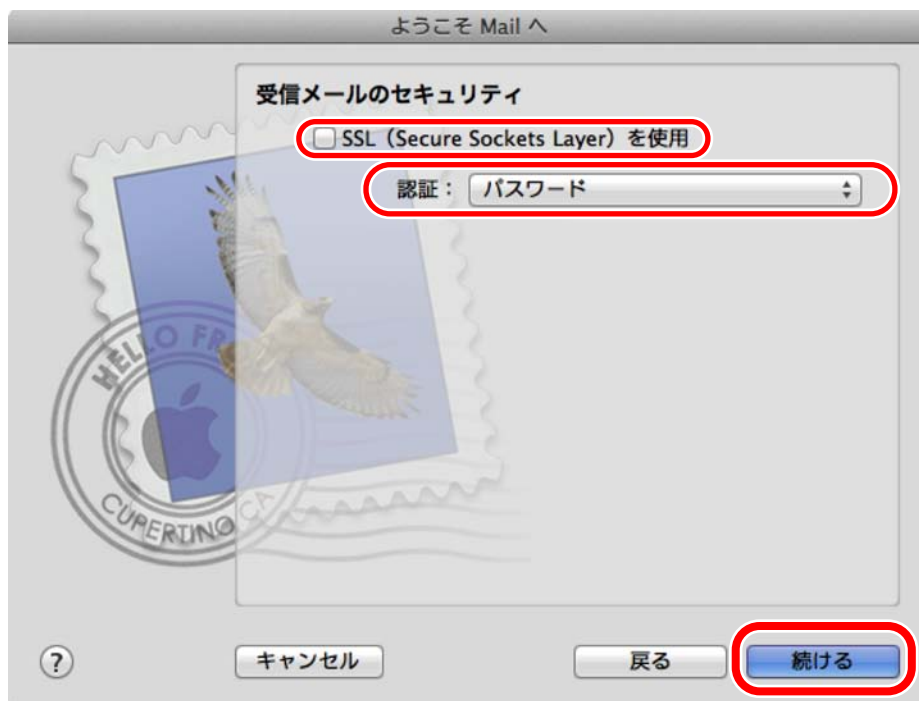 ようこそ Mail へ
受信メールのセキュリティ
SSL（Secure Sockets Layer）を使用
認証： パスワード
HELLO FR
CUPERTINO CA
? キャンセル 戻る 続ける